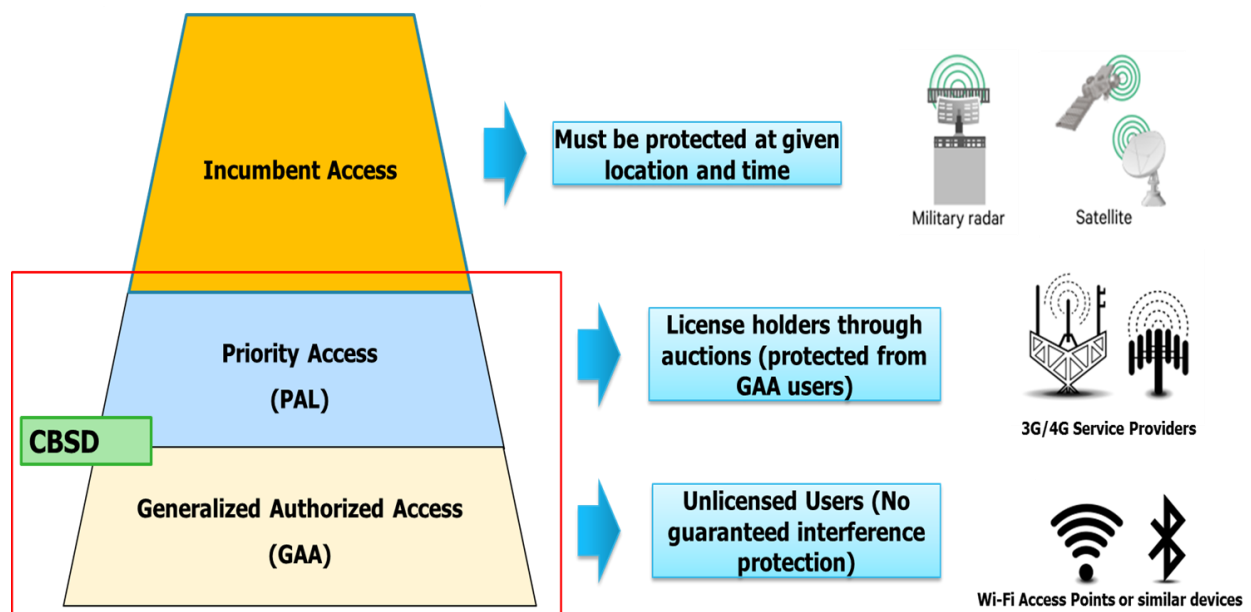 Incumbent Access
Must be protected at given
location and time
Military radar
Satellite
Priority Access
(PAL)
License holders through
auctions (protected from
GAA users)
3G/4G Service Providers
CBSD
Generalized Authorized Access
(GAA)
Unlicensed Users (No
guaranteed interference
protection)
Wi-Fi Access Points or similar devices